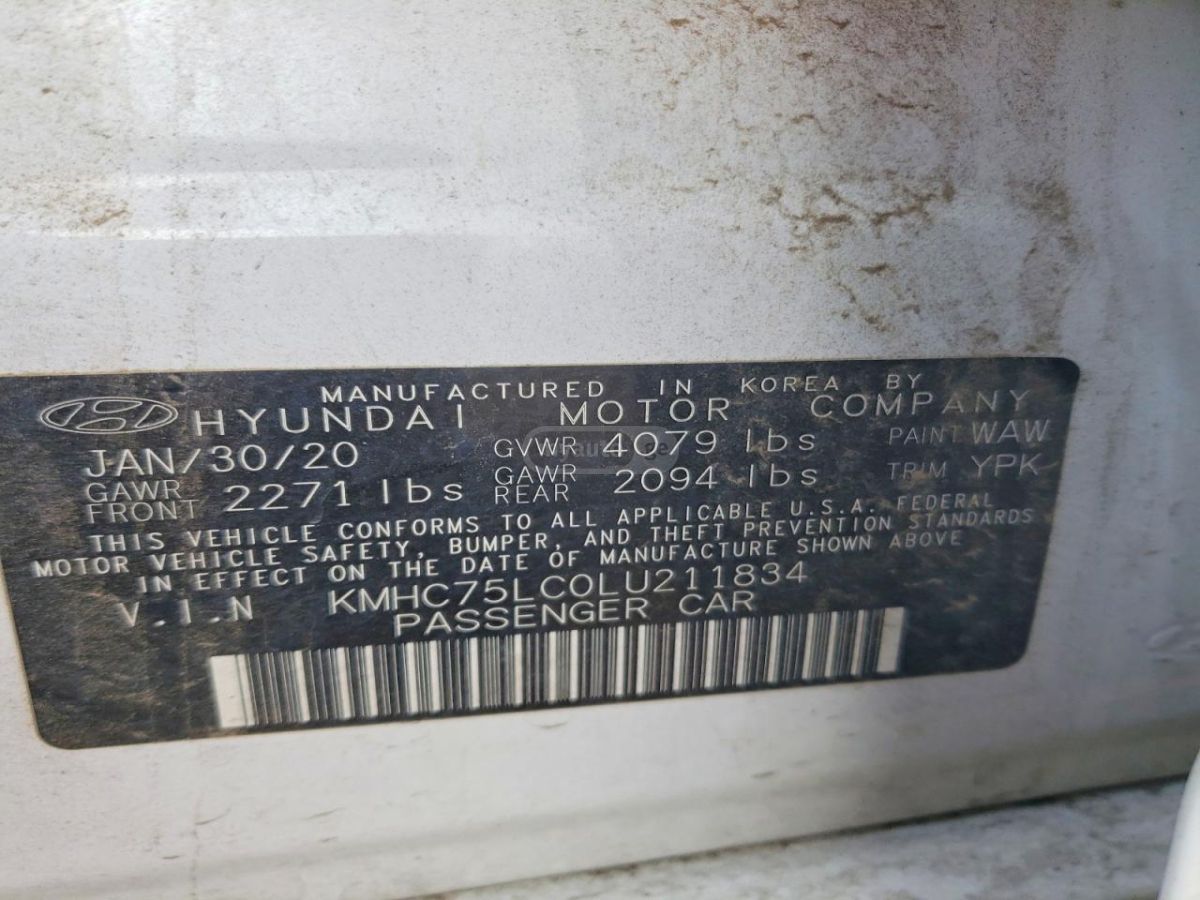 MANUFACTURED IN KOREA BY
HYUNDAI MOTOR COMPANY
JAN/30/20 GVWR 4079 lbs PAINT WAW
GAWR FRONT 2271 lbs GAWR REAR 2094 lbs TRIM YPK
THIS VEHICLE CONFORMS TO ALL APPLICABLE U.S.A. FEDERAL
MOTOR VEHICLE SAFETY, BUMPER, AND THEFT PREVENTION STANDARDS
IN EFFECT ON THE DATE OF MANUFACTURE SHOWN ABOVE
V.I.N KMHC75LC0LU211834
PASSENGER CAR